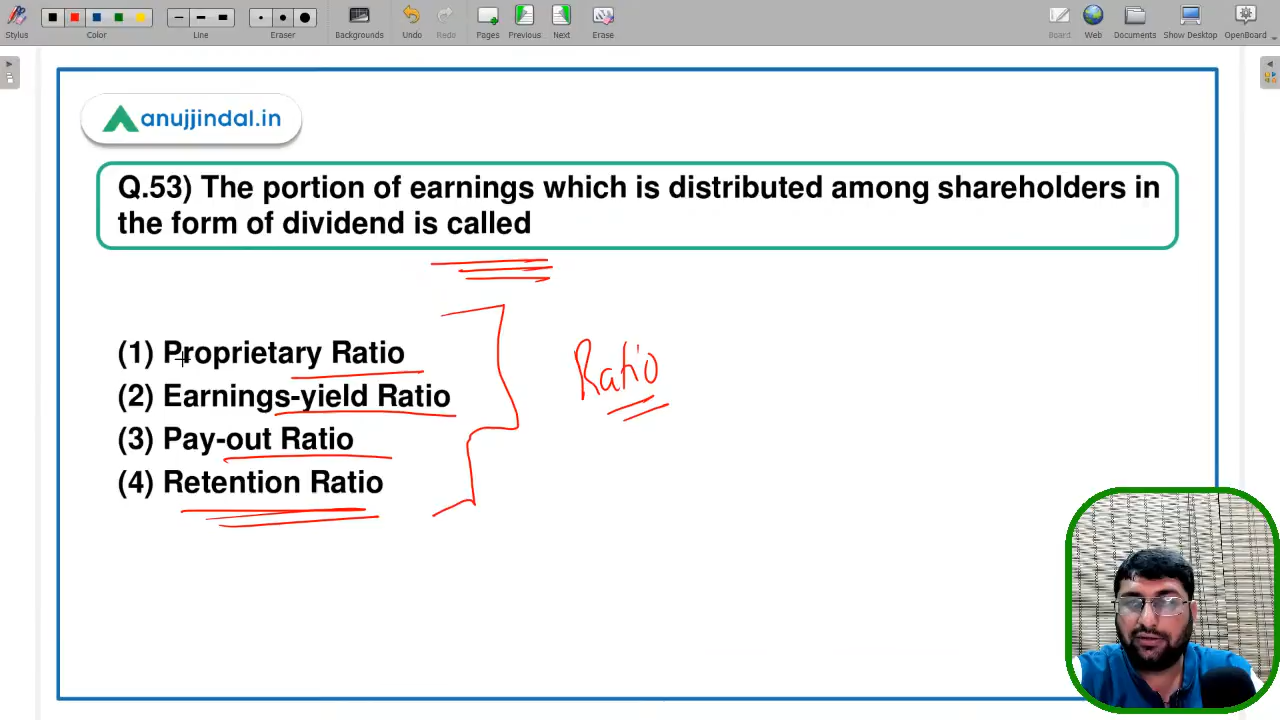 Stylus Color Line Eraser Backgrounds Undo Redo Pages Previous Next Erase Board Web Documents Show Desktop OpenBoard
anujjindal.in
Q.53) The portion of earnings which is distributed among shareholders in
the form of dividend is called
(1) Proprietary Ratio
(2) Earnings-yield Ratio
(3) Pay-out Ratio
(4) Retention Ratio
Ratio